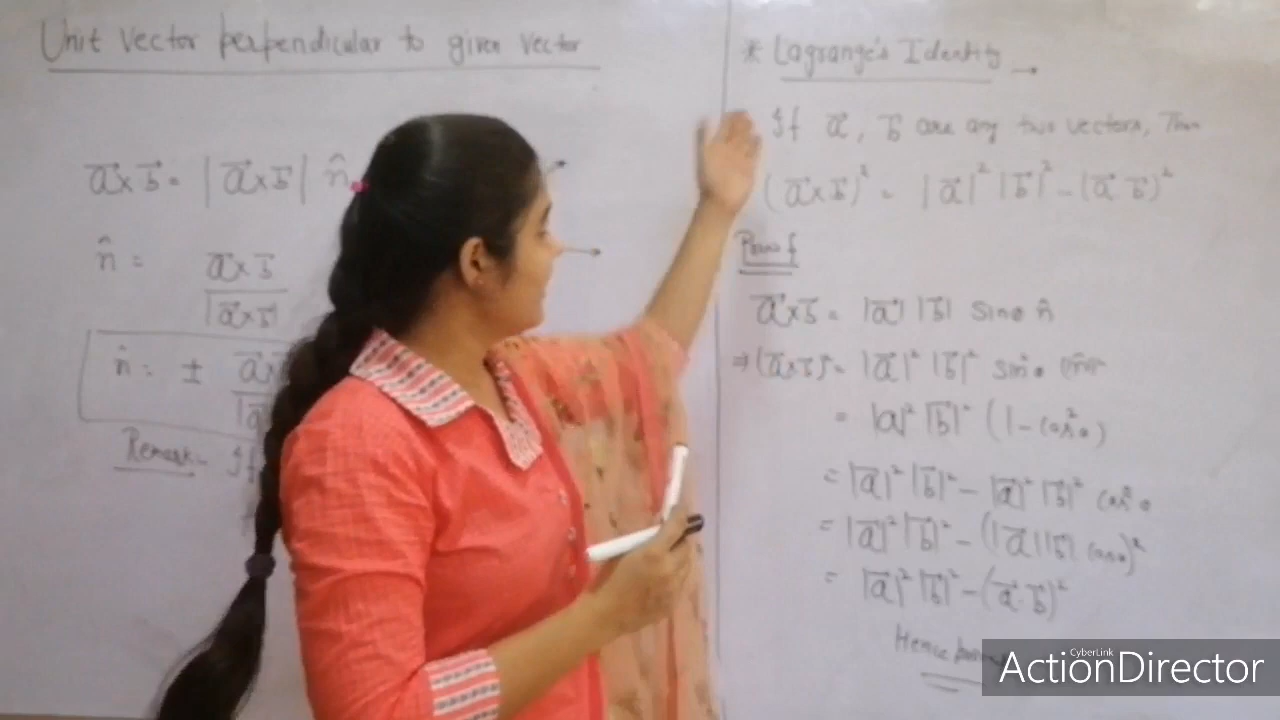 Unit vector perpendicular to given vector
a⃗ × b⃗ = |a⃗ × b⃗| n̂
n̂ = a⃗ × b⃗ / |a⃗ × b⃗|
n̂ = ± a⃗ ×
|a⃗
Remark:- If
* Lagrange's Identity →
If a⃗, b⃗ are any two vectors, Then
(a⃗ × b⃗)² = |a⃗|² |b⃗|² - (a⃗ b⃗)²
Proof
a⃗ × b⃗ = |a⃗| |b⃗| sinθ n̂
⇒ (a⃗ × b⃗)² = |a⃗|² |b⃗|² sin²θ
= |a⃗|² |b⃗|² (1 - cos²θ)
= |a⃗|² |b⃗|² - |a⃗|² |b⃗|² cos²θ
= |a⃗|² |b⃗|² - (|a⃗| |b⃗| cosθ)²
= |a⃗|² |b⃗|² - (a⃗ · b⃗)²
Hence
CyberLink
ActionDirector